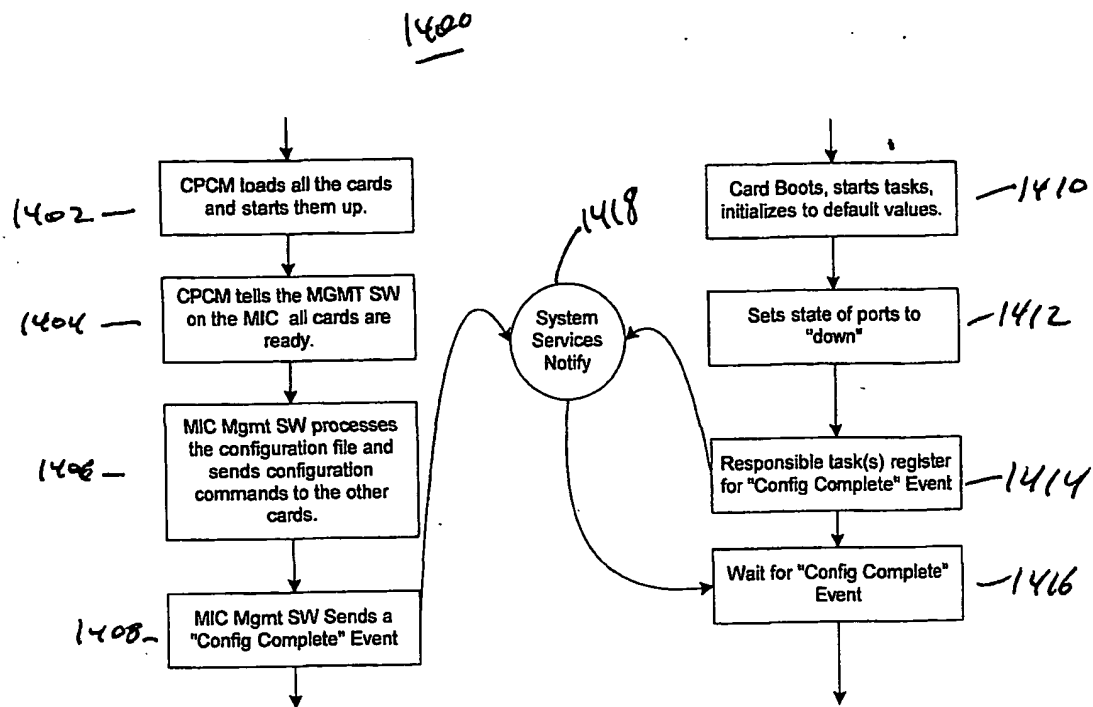 1400
CPCM loads all the cards
and starts them up.
1402
CPCM tells the MGMT SW
on the MIC all cards are
ready.
1404
MIC Mgmt SW processes
the configuration file and
sends configuration
commands to the other
cards.
1406
MIC Mgmt SW Sends a
"Config Complete" Event
1408
System
Services
Notify
1418
Card Boots, starts tasks,
initializes to default values.
1410
Sets state of ports to
"down"
1412
Responsible task(s) register
for "Config Complete" Event
1414
Wait for "Config Complete"
Event
1416